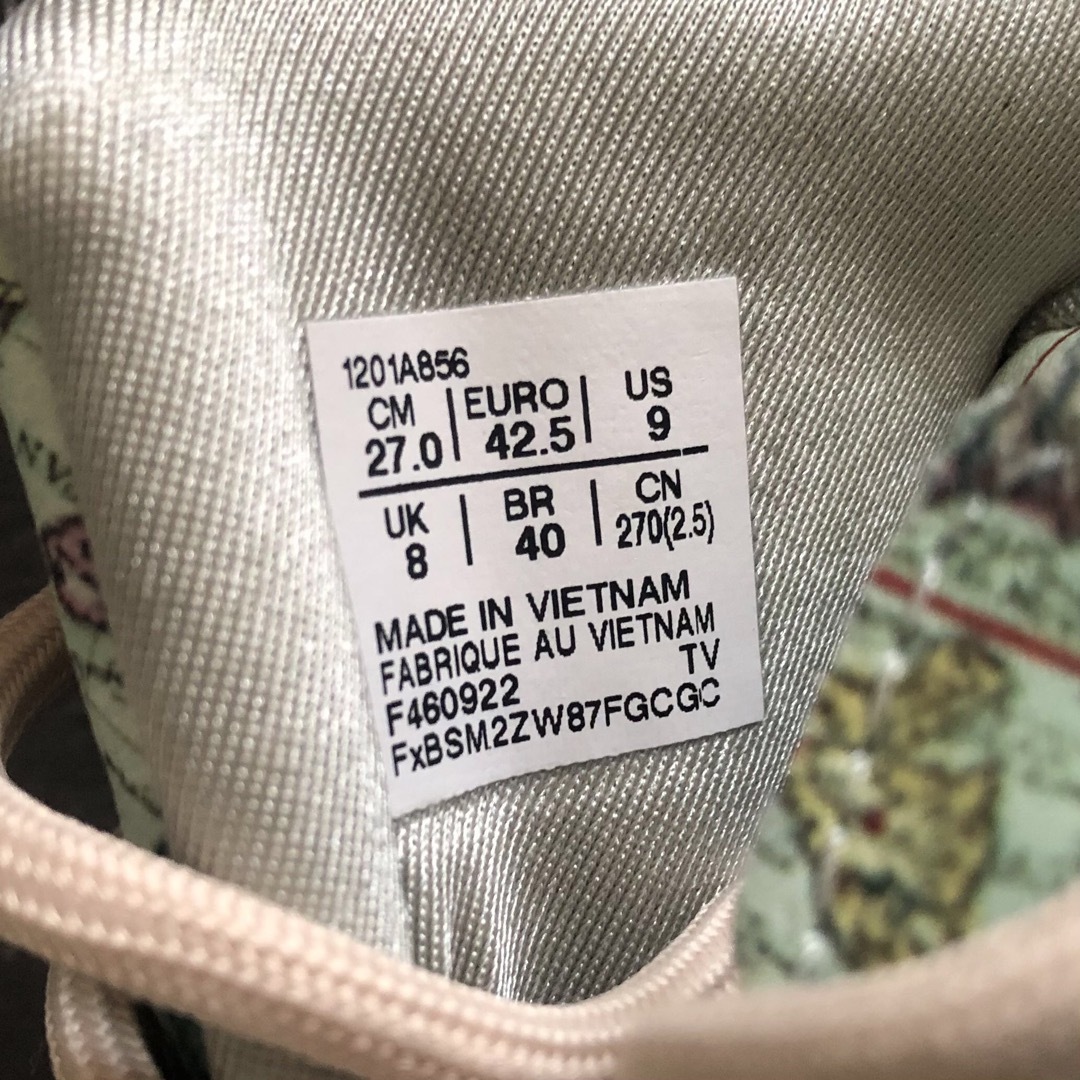 1201A856
CM | EURO | US
27.0 | 42.5 | 9
UK | BR | CN
8 | 40 | 270(2.5)
MADE IN VIETNAM
FABRIQUE AU VIETNAM
TV
F460922
FxBSM2ZW87FGCGC